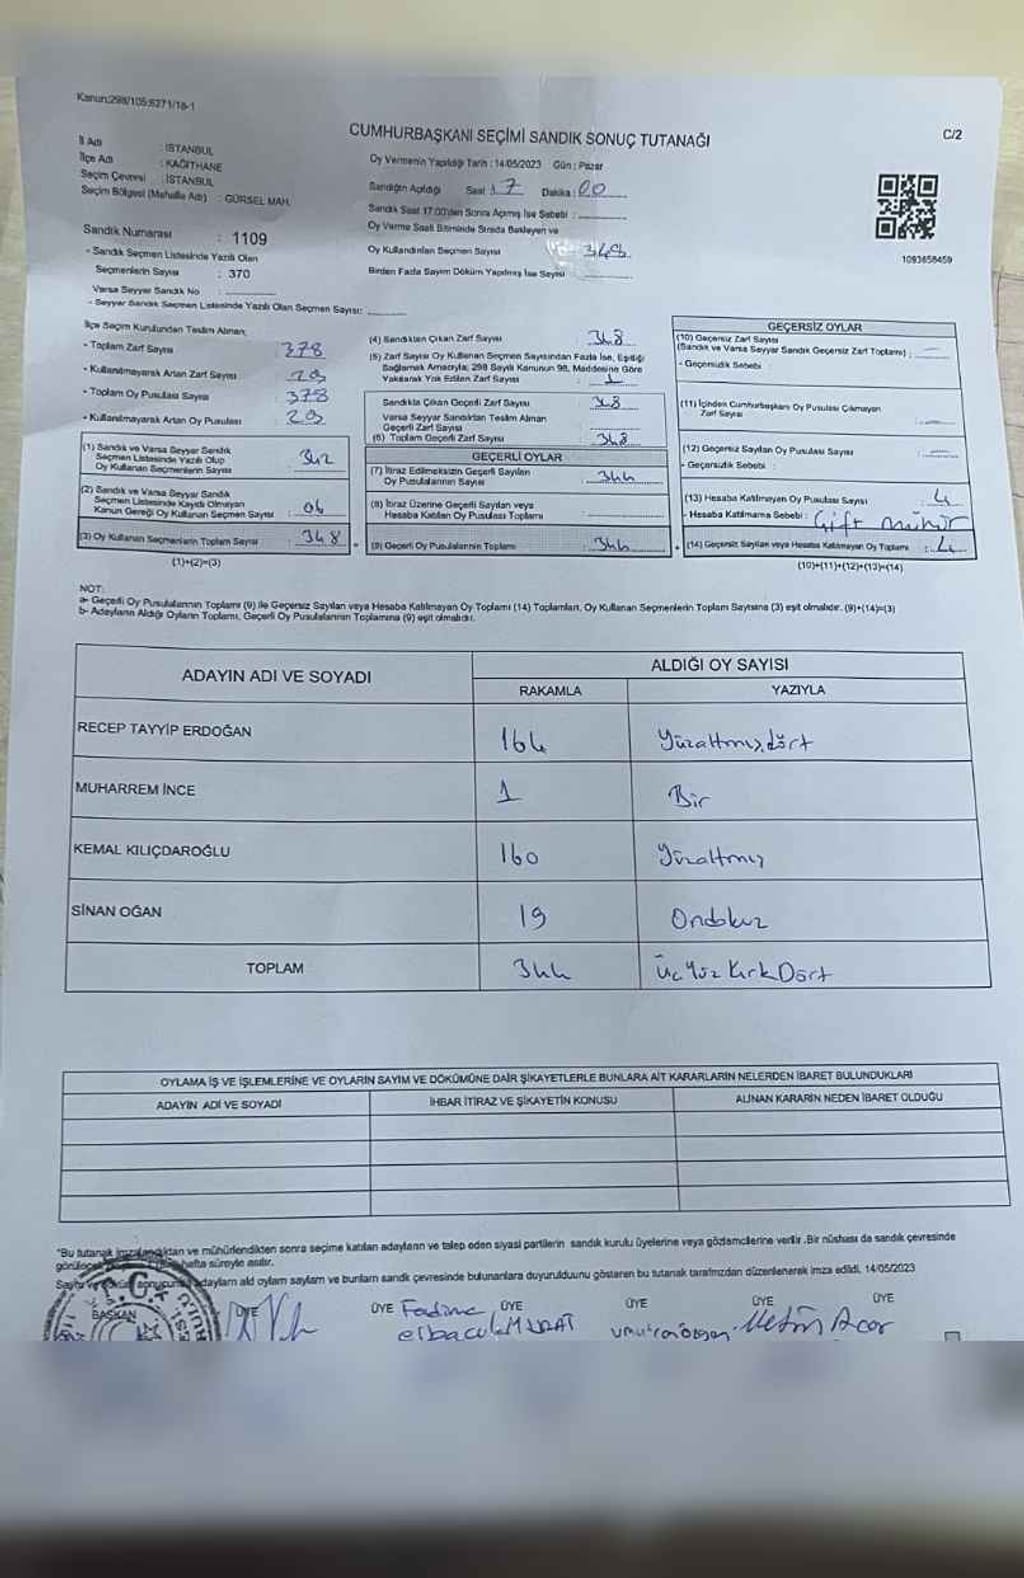 Kanun:298/105;6271/18-1
CUMHURBAŞKANI SEÇİMİ SANDIK SONUÇ TUTANAĞI
C/2
İl Adı : İSTANBUL
İlçe Adı : KAĞITHANE
Seçim Çevresi : İSTANBUL
Seçim Bölgesi (Mahalle Adı) : GÜRSEL MAH.
Oy Vermenin Yapıldığı Tarih : 14/05/2023 Gün : Pazar
Sandığın Açıldığı Saat 17 Dakika : 00
Sandık Saat 17:00'den Sonra Açılmış İse Sebebi :
Oy Verme Saati Bitiminde Sırada Bekleyen ve
Oy Kullandırılan Seçmen Sayısı 348
Birden Fazla Sayım Döküm Yapılmış İse Sayısı
1093658459
Sandık Numarası : 1109
- Sandık Seçmen Listesinde Yazılı Olan
Seçmenlerin Sayısı : 370
Varsa Seyyar Sandık No :
- Seyyar Sandık Seçmen Listesinde Yazılı Olan Seçmen Sayısı:
İlçe Seçim Kurulundan Teslim Alınan;
- Toplam Zarf Sayısı : 378
- Kullanılmayarak Artan Zarf Sayısı : 29
- Toplam Oy Pusulası Sayısı : 378
- Kullanılmayarak Artan Oy Pusulası : 29
(1) Sandık ve Varsa Seyyar Sandık
Seçmen Listesinde Yazılı Olup
Oy Kullanan Seçmenlerin Sayısı : 342
(2) Sandık ve Varsa Seyyar Sandık
Seçmen Listesinde Kayıtlı Olmayan
Kanun Gereği Oy Kullanan Seçmen Sayısı : 06
(3) Oy Kullanan Seçmenlerin Toplam Sayısı : 348
(1)+(2)=(3)
(4) Sandıktan Çıkan Zarf Sayısı : 348
(5) Zarf Sayısı Oy Kullanan Seçmen Sayısından Fazla İse, Eşitliği
Sağlamak Amacıyla; 298 Sayılı Kanunun 98. Maddesine Göre
Yakılarak Yok Edilen Zarf Sayısı : 1
Sandıkta Çıkan Geçerli Zarf Sayısı : 348
Varsa Seyyar Sandıktan Teslim Alınan
Geçerli Zarf Sayısı :
(6) Toplam Geçerli Zarf Sayısı : 348
GEÇERLİ OYLAR
(7) İtiraz Edilmeksizin Geçerli Sayılan
Oy Pusulalarının Sayısı : 344
(8) İtiraz Üzerine Geçerli Sayılan veya
Hesaba Katılan Oy Pusulası Toplamı :
(9) Geçerli Oy Pusulalarının Toplamı : 344
GEÇERSİZ OYLAR
(10) Geçersiz Zarf Sayısı
(Sandık ve Varsa Seyyar Sandık Geçersiz Zarf Toplamı) :
- Geçersizlik Sebebi :
(11) İçinden Cumhurbaşkanı Oy Pusulası Çıkmayan
Zarf Sayısı :
(12) Geçersiz Sayılan Oy Pusulası Sayısı :
- Geçersizlik Sebebi :
(13) Hesaba Katılmayan Oy Pusulası Sayısı : 4
- Hesaba Katılmama Sebebi : Çift mühür
(14) Geçersiz Sayılan veya Hesaba Katılmayan Oy Toplamı : 4
(10)+(11)+(12)+(13)=(14)
NOT:
a- Geçerli Oy Pusulalarının Toplamı (9) ile Geçersiz Sayılan veya Hesaba Katılmayan Oy Toplamı (14) Toplamları, Oy Kullanan Seçmenlerin Toplam Sayısına (3) eşit olmalıdır. (9)+(14)=(3)
b- Adayların Aldığı Oyların Toplamı, Geçerli Oy Pusulalarının Toplamına (9) eşit olmalıdır.
ADAYIN ADI VE SOYADI
ALDIĞI OY SAYISI
RAKAMLA YAZIYLA
RECEP TAYYİP ERDOĞAN 164 Yüzaltmışdört
MUHARREM İNCE 1 Bir
KEMAL KILIÇDAROĞLU 160 Yüzaltmış
SİNAN OĞAN 19 Ondokuz
TOPLAM 344 Üç Yüz Kırk Dört
OYLAMA İŞ VE İŞLEMLERİNE VE OYLARIN SAYIM VE DÖKÜMÜNE DAİR ŞİKAYETLERLE BUNLARA AİT KARARLARIN NELERDEN İBARET BULUNDUKLARI
ADAYIN ADI VE SOYADI İHBAR İTİRAZ VE ŞİKAYETİN KONUSU ALINAN KARARIN NEDEN İBARET OLDUĞU
*Bu tutanak imzalandıktan ve mühürlendikten sonra seçime katılan adayların ve talep eden siyasi partilerin sandık kurulu üyelerine veya gözlemcilerine verilir. Bir nüshası da sandık çevresinde
görülecek hafta süreyle asılır.
adayların aldığı oyların sayılarını ve bunların sandık çevresinde bulunanlara duyurulduğunu gösteren bu tutanak tarafımızdan düzenlenerek imza edildi. 14/05/2023
BAŞKAN ÜYE ÜYE ÜYE ÜYE ÜYE ÜYE
Fadime MURAT Metin Acar